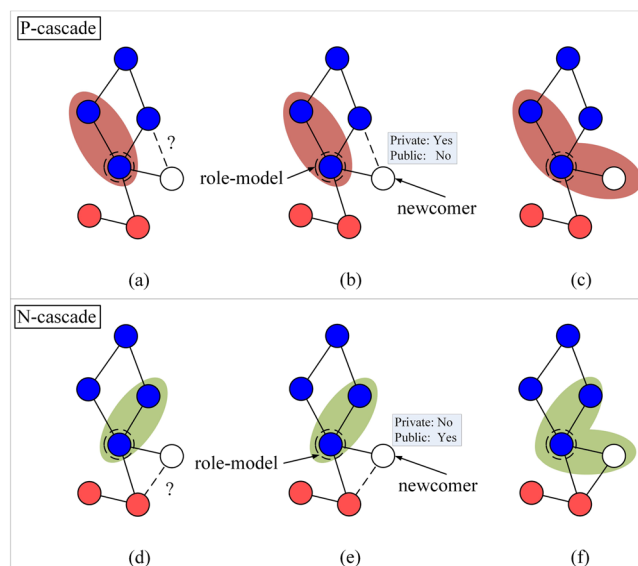 P-cascade
?
Private: Yes
Public: No
role-model
newcomer
(a)
(b)
(c)
N-cascade
Private: No
Public: Yes
?
role-model
newcomer
(d)
(e)
(f)